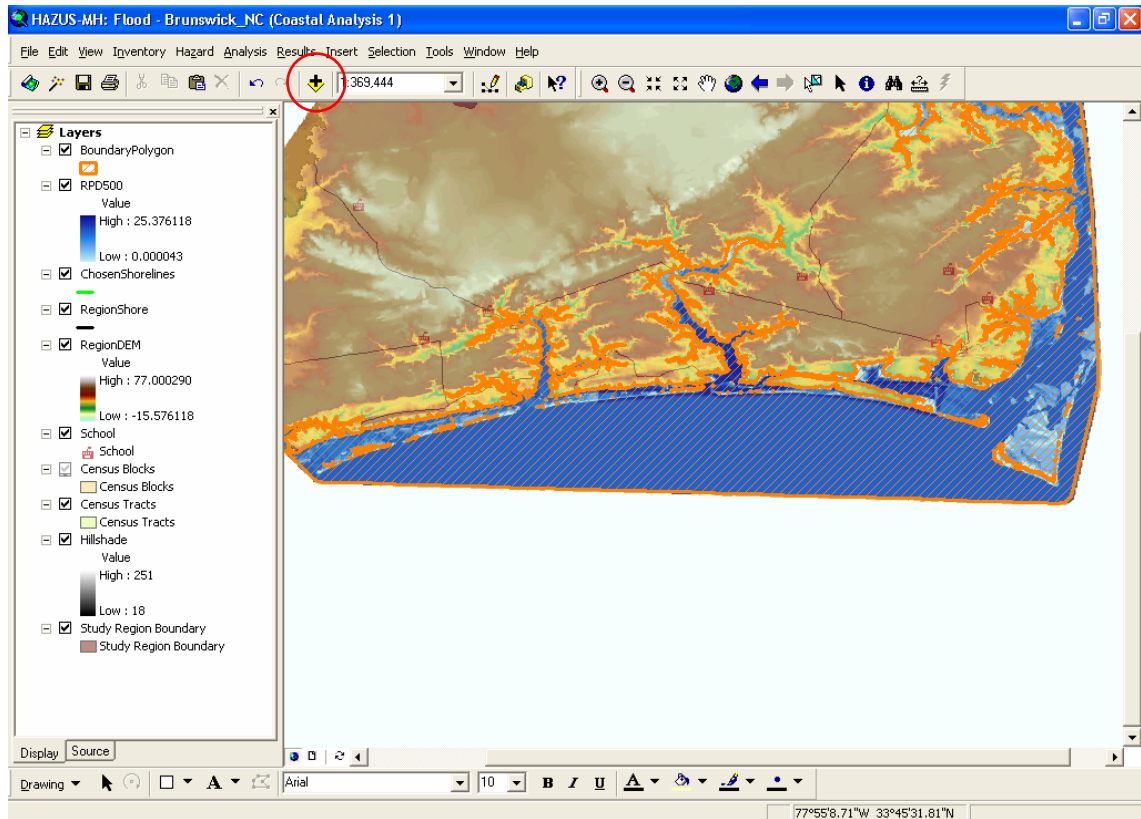 HAZUS-MH: Flood - Brunswick_NC (Coastal Analysis 1)
File Edit View Inventory Hazard Analysis Results Insert Selection Tools Window Help
1:369,444
Layers
BoundaryPolygon
RPD500
Value
High : 25.376118
Low : 0.000043
ChosenShorelines
RegionShore
RegionDEM
Value
High : 77.000290
Low : -15.576118
School
School
Census Blocks
Census Blocks
Census Tracts
Census Tracts
Hillshade
Value
High : 251
Low : 18
Study Region Boundary
Study Region Boundary
Display Source
Drawing A Arial 10 B I U A
77°55'8.71"W 33°45'31.81"N